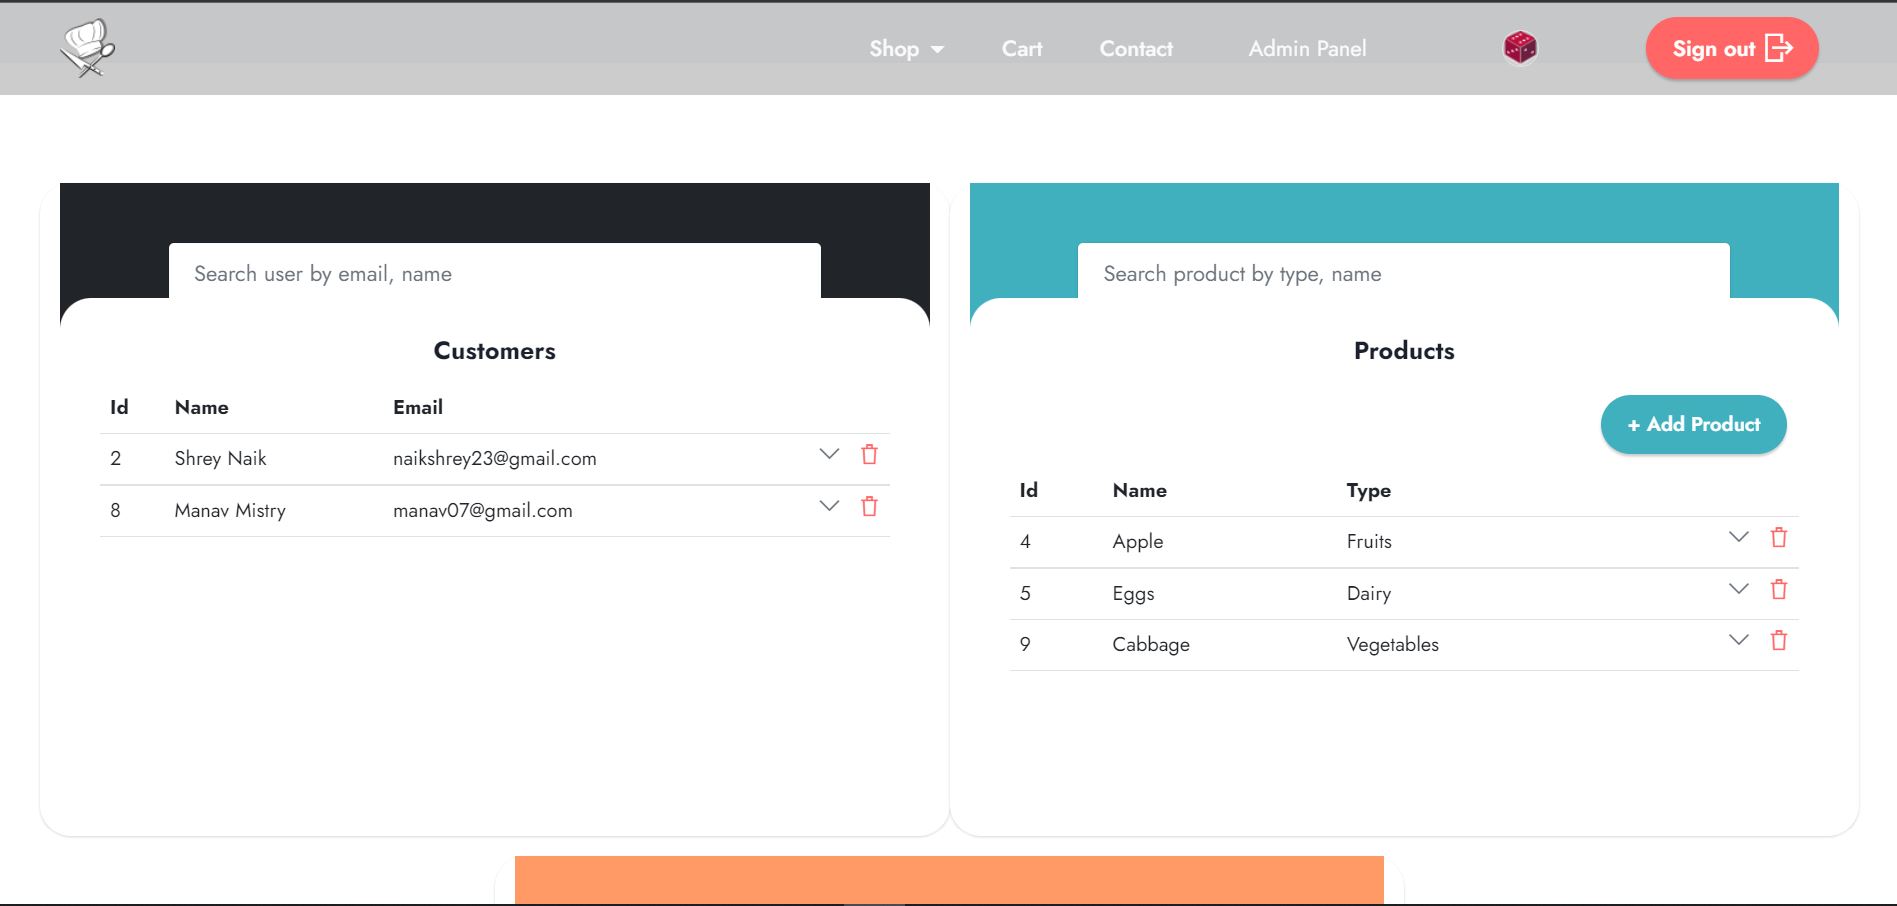 Shop Cart Contact Admin Panel Sign out
Search user by email, name
Customers
Id Name Email
2 Shrey Naik naikshrey23@gmail.com
8 Manav Mistry manav07@gmail.com
Search product by type, name
Products
+ Add Product
Id Name Type
4 Apple Fruits
5 Eggs Dairy
9 Cabbage Vegetables